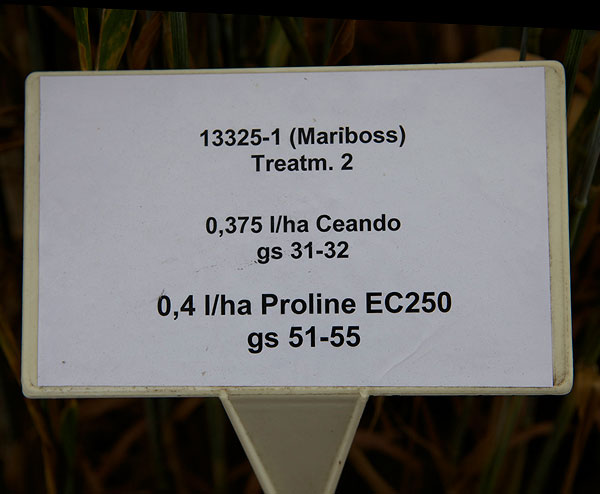 13325-1 (Mariboss)
Treatm. 2
0,375 l/ha Ceando
gs 31-32
0,4 l/ha Proline EC250
gs 51-55